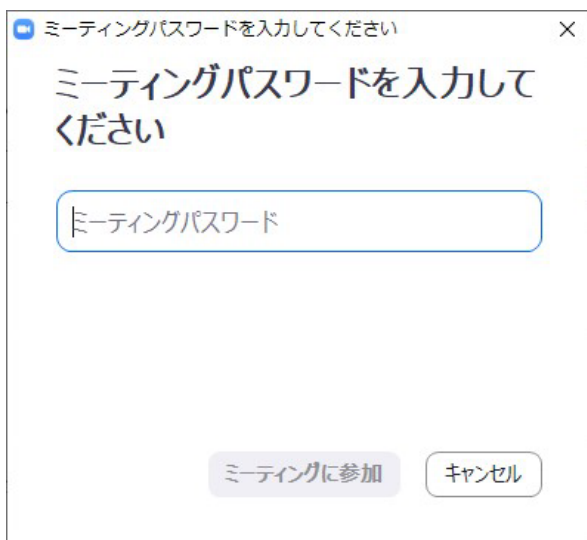 ミーティングパスワードを入力してください
ミーティングパスワードを入力して
ください
ミーティングパスワード
ミーティングに参加
キャンセル